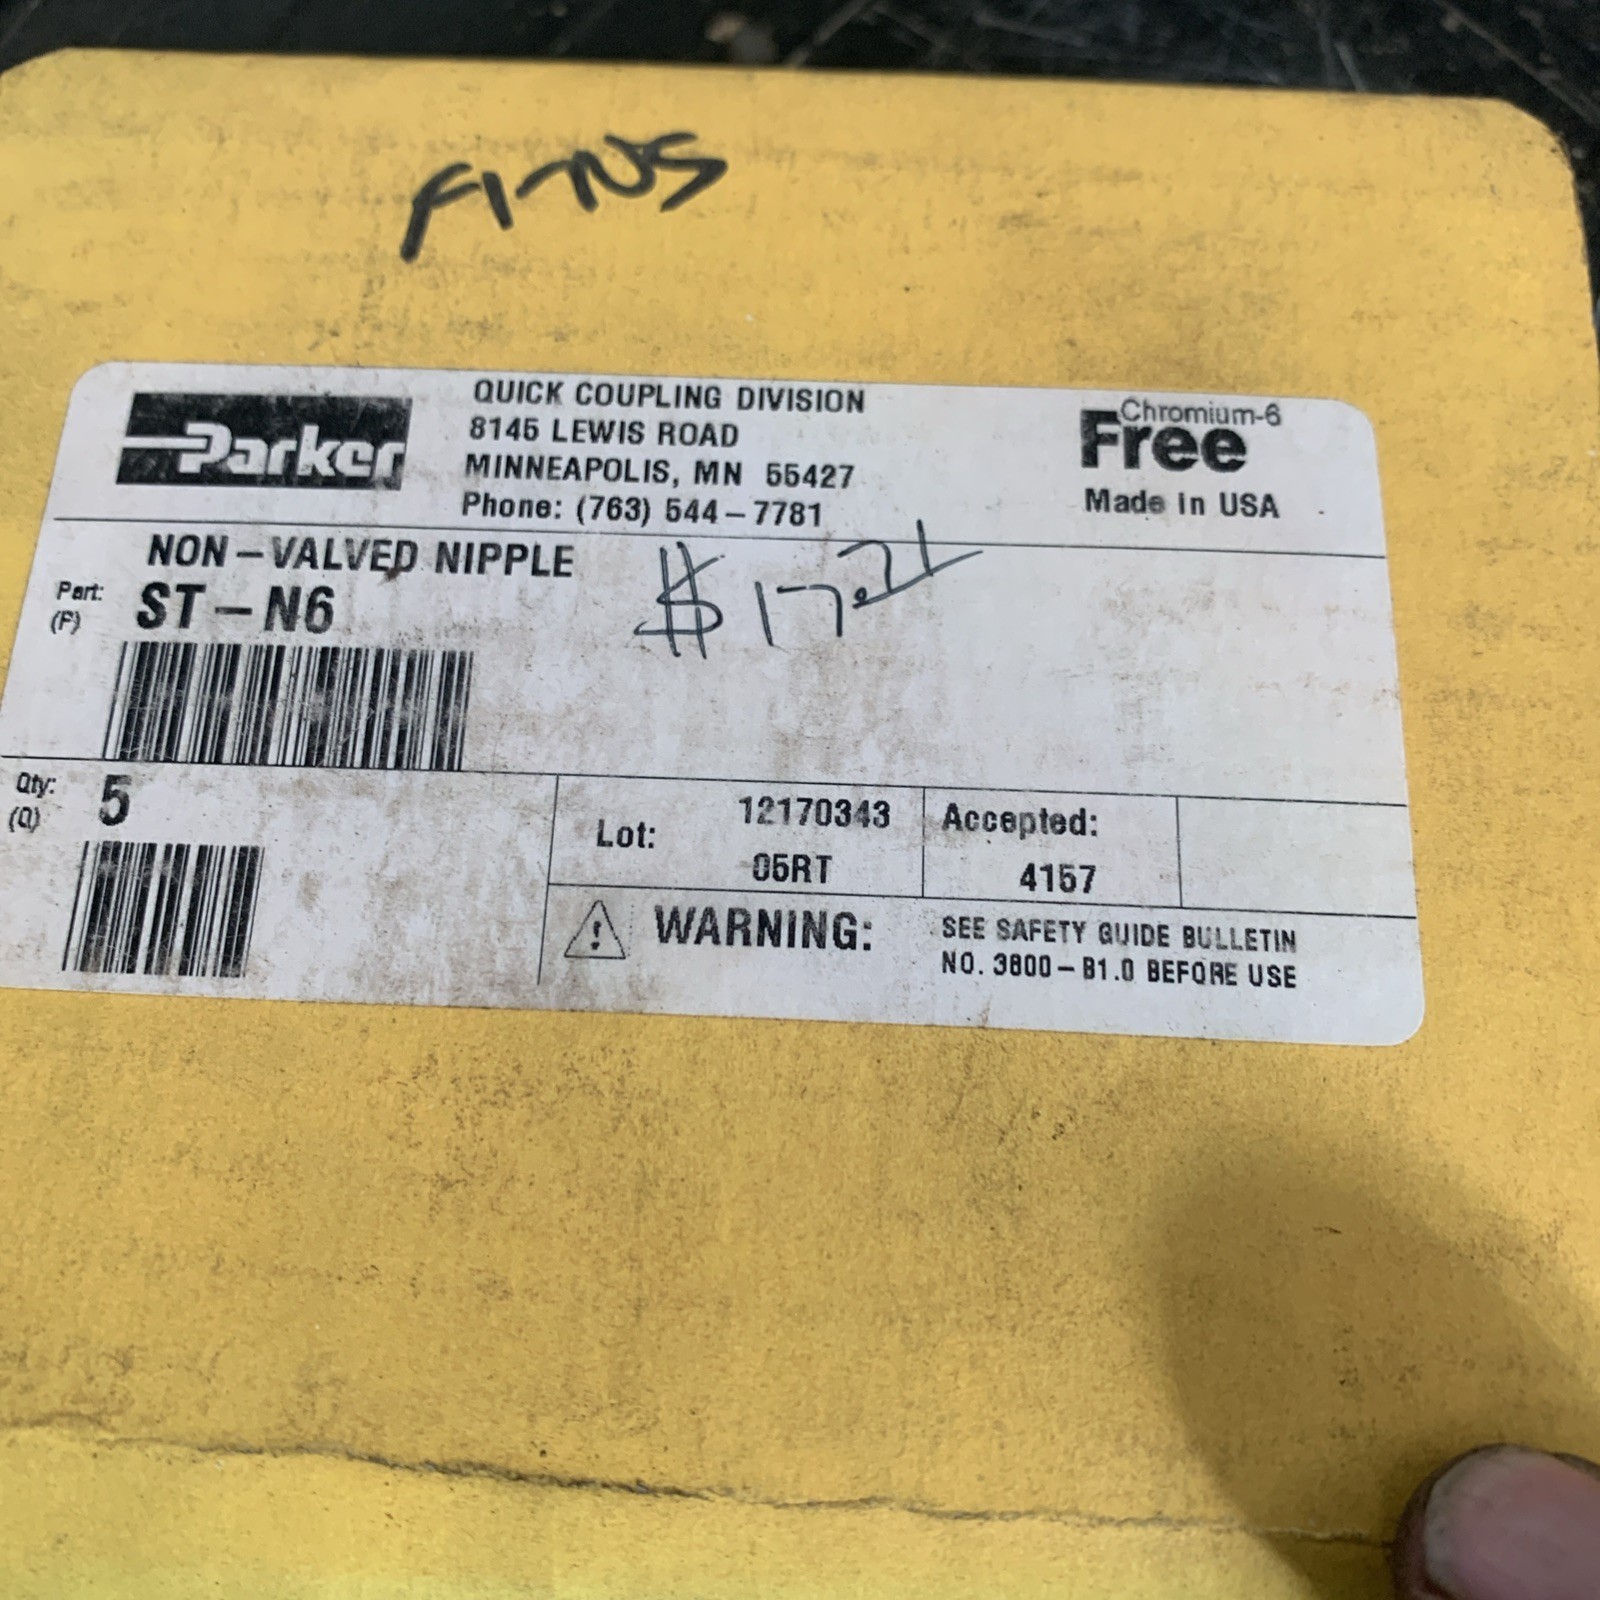 Parker
QUICK COUPLING DIVISION
8145 LEWIS ROAD
MINNEAPOLIS, MN 55427
Phone: (763) 544-7781
Chromium-6
Free
Made in USA
NON-VALVED NIPPLE
Part: ST-N6
(P)
$17.21
Qty: 5
(Q)
Lot: 12170343
05RT
Accepted:
4157
WARNING: SEE SAFETY GUIDE BULLETIN
NO. 3800-B1.0 BEFORE USE